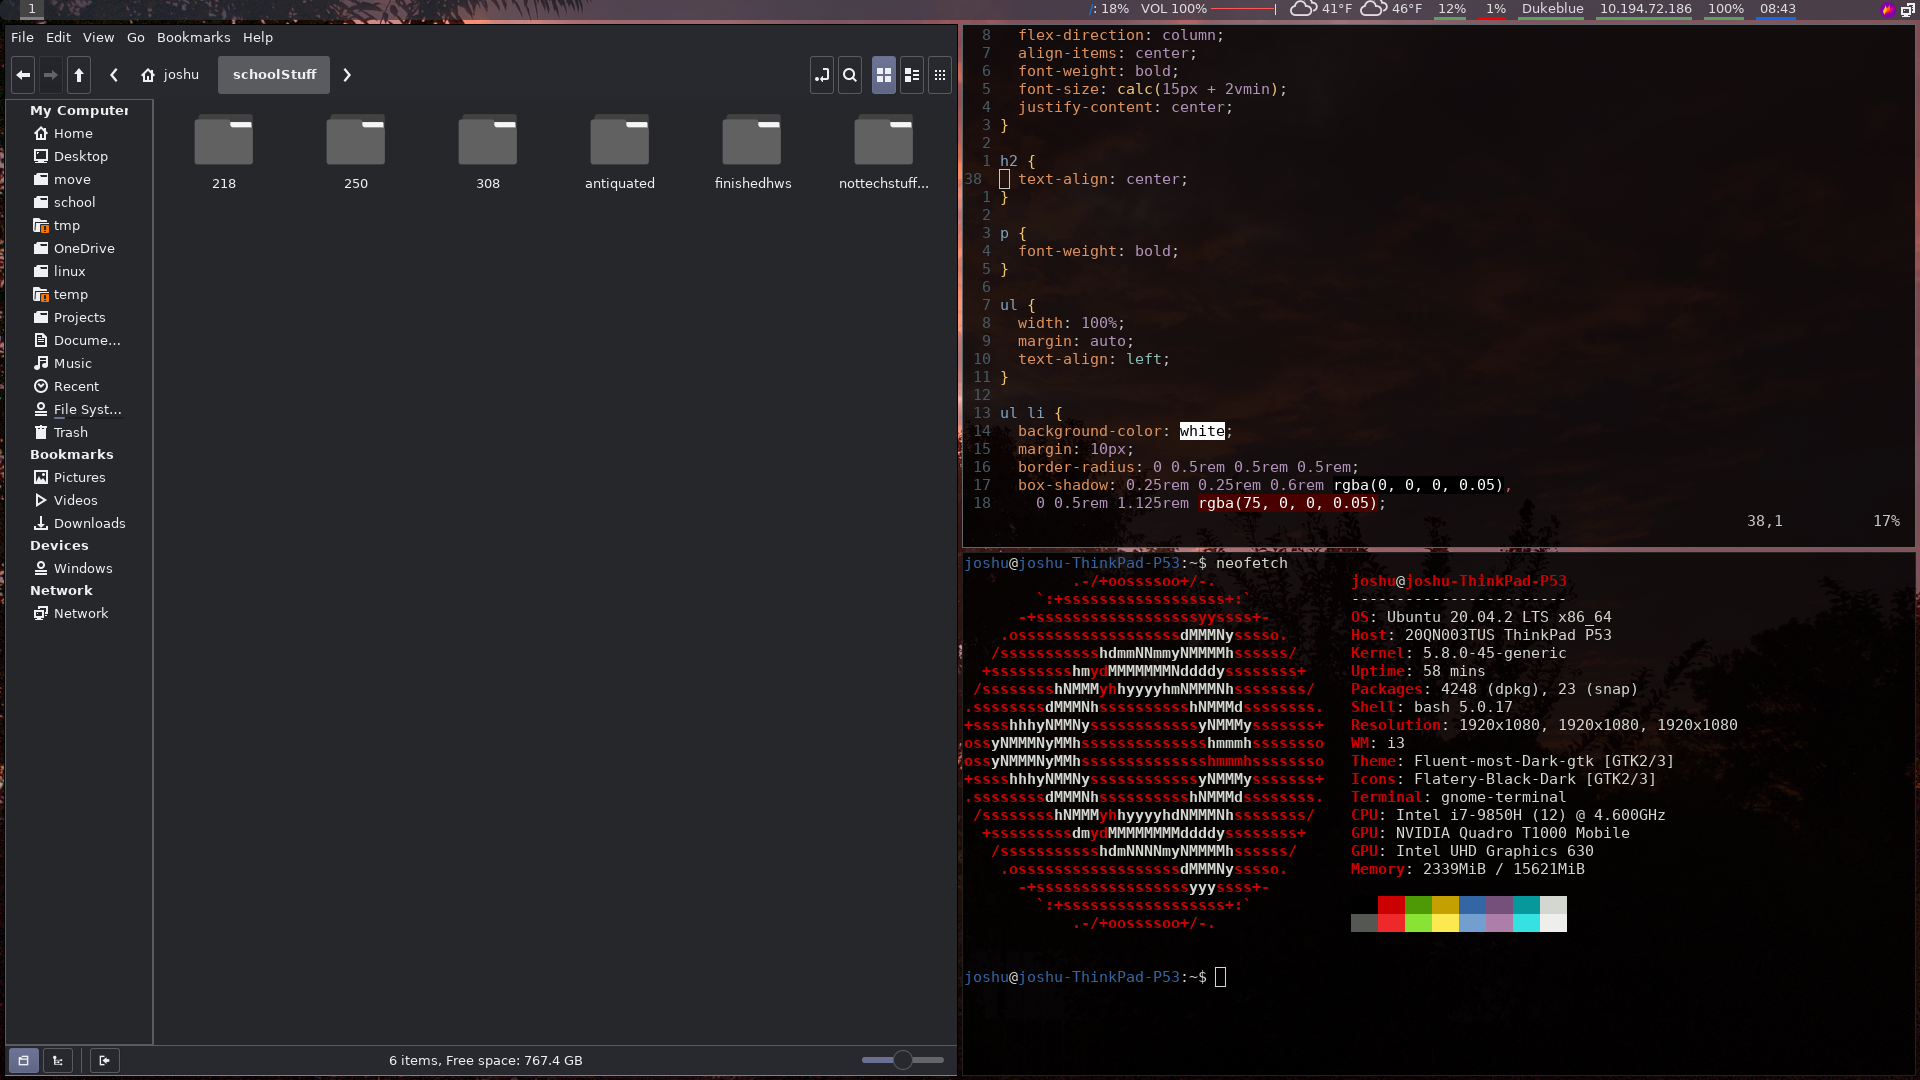 1
/: 18% VOL 100% 41°F 46°F 12% 1% Dukeblue 10.194.72.186 100% 08:43
File Edit View Go Bookmarks Help
joshu schoolStuff
My Computer
Home
Desktop
move
school
tmp
OneDrive
linux
temp
Projects
Docume...
Music
Recent
File Syst...
Trash
Bookmarks
Pictures
Videos
Downloads
Devices
Windows
Network
Network
218 250 308 antiquated finishedhws nottechstuff...
6 items, Free space: 767.4 GB
8 flex-direction: column;
7 align-items: center;
6 font-weight: bold;
5 font-size: calc(15px + 2vmin);
4 justify-content: center;
3 }
2
1 h2 {
38 text-align: center;
1 }
2
3 p {
4 font-weight: bold;
5 }
6
7 ul {
8 width: 100%;
9 margin: auto;
10 text-align: left;
11 }
12
13 ul li {
14 background-color: white;
15 margin: 10px;
16 border-radius: 0 0.5rem 0.5rem 0.5rem;
17 box-shadow: 0.25rem 0.25rem 0.6rem rgba(0, 0, 0, 0.05),
18 0 0.5rem 1.125rem rgba(75, 0, 0, 0.05);
38,1 17%
joshu@joshu-ThinkPad-P53:~$ neofetch
.-/+oossssoo+/-.
`:+ssssssssssssssssss+:`
-+ssssssssssssssssssyyssss+-
.ossssssssssssssssssdMMMNysssso.
/ssssssssssshdmmNNmmyNMMMMhssssss/
+ssssssssshmydMMMMMMMNddddyssssssss+
/sssssssshNMMMyhhyyyyhmNMMMNhssssssss/
.ssssssssdMMMNhsssssssssshNMMMdssssssss.
+sssshhhyNMMNyssssssssssssyNMMMysssssss+
ossyNMMMNyMMhsssssssssssssshmmmhssssssso
ossyNMMMNyMMhsssssssssssssshmmmhssssssso
+sssshhhyNMMNyssssssssssssyNMMMysssssss+
.ssssssssdMMMNhsssssssssshNMMMdssssssss.
/sssssssshNMMMyhhyyyyhdNMMMNhssssssss/
+sssssssssdmydMMMMMMMMddddyssssssss+
/ssssssssssshdmNNNNmyNMMMMhssssss/
.ossssssssssssssssssdMMMNysssso.
-+sssssssssssssssssyyyssss+-
`:+ssssssssssssssssss+:`
.-/+oossssoo+/-.
joshu@joshu-ThinkPad-P53
------------------------
OS: Ubuntu 20.04.2 LTS x86_64
Host: 20QN003TUS ThinkPad P53
Kernel: 5.8.0-45-generic
Uptime: 58 mins
Packages: 4248 (dpkg), 23 (snap)
Shell: bash 5.0.17
Resolution: 1920x1080, 1920x1080, 1920x1080
WM: i3
Theme: Fluent-most-Dark-gtk [GTK2/3]
Icons: Flatery-Black-Dark [GTK2/3]
Terminal: gnome-terminal
CPU: Intel i7-9850H (12) @ 4.600GHz
GPU: NVIDIA Quadro T1000 Mobile
GPU: Intel UHD Graphics 630
Memory: 2339MiB / 15621MiB
joshu@joshu-ThinkPad-P53:~$